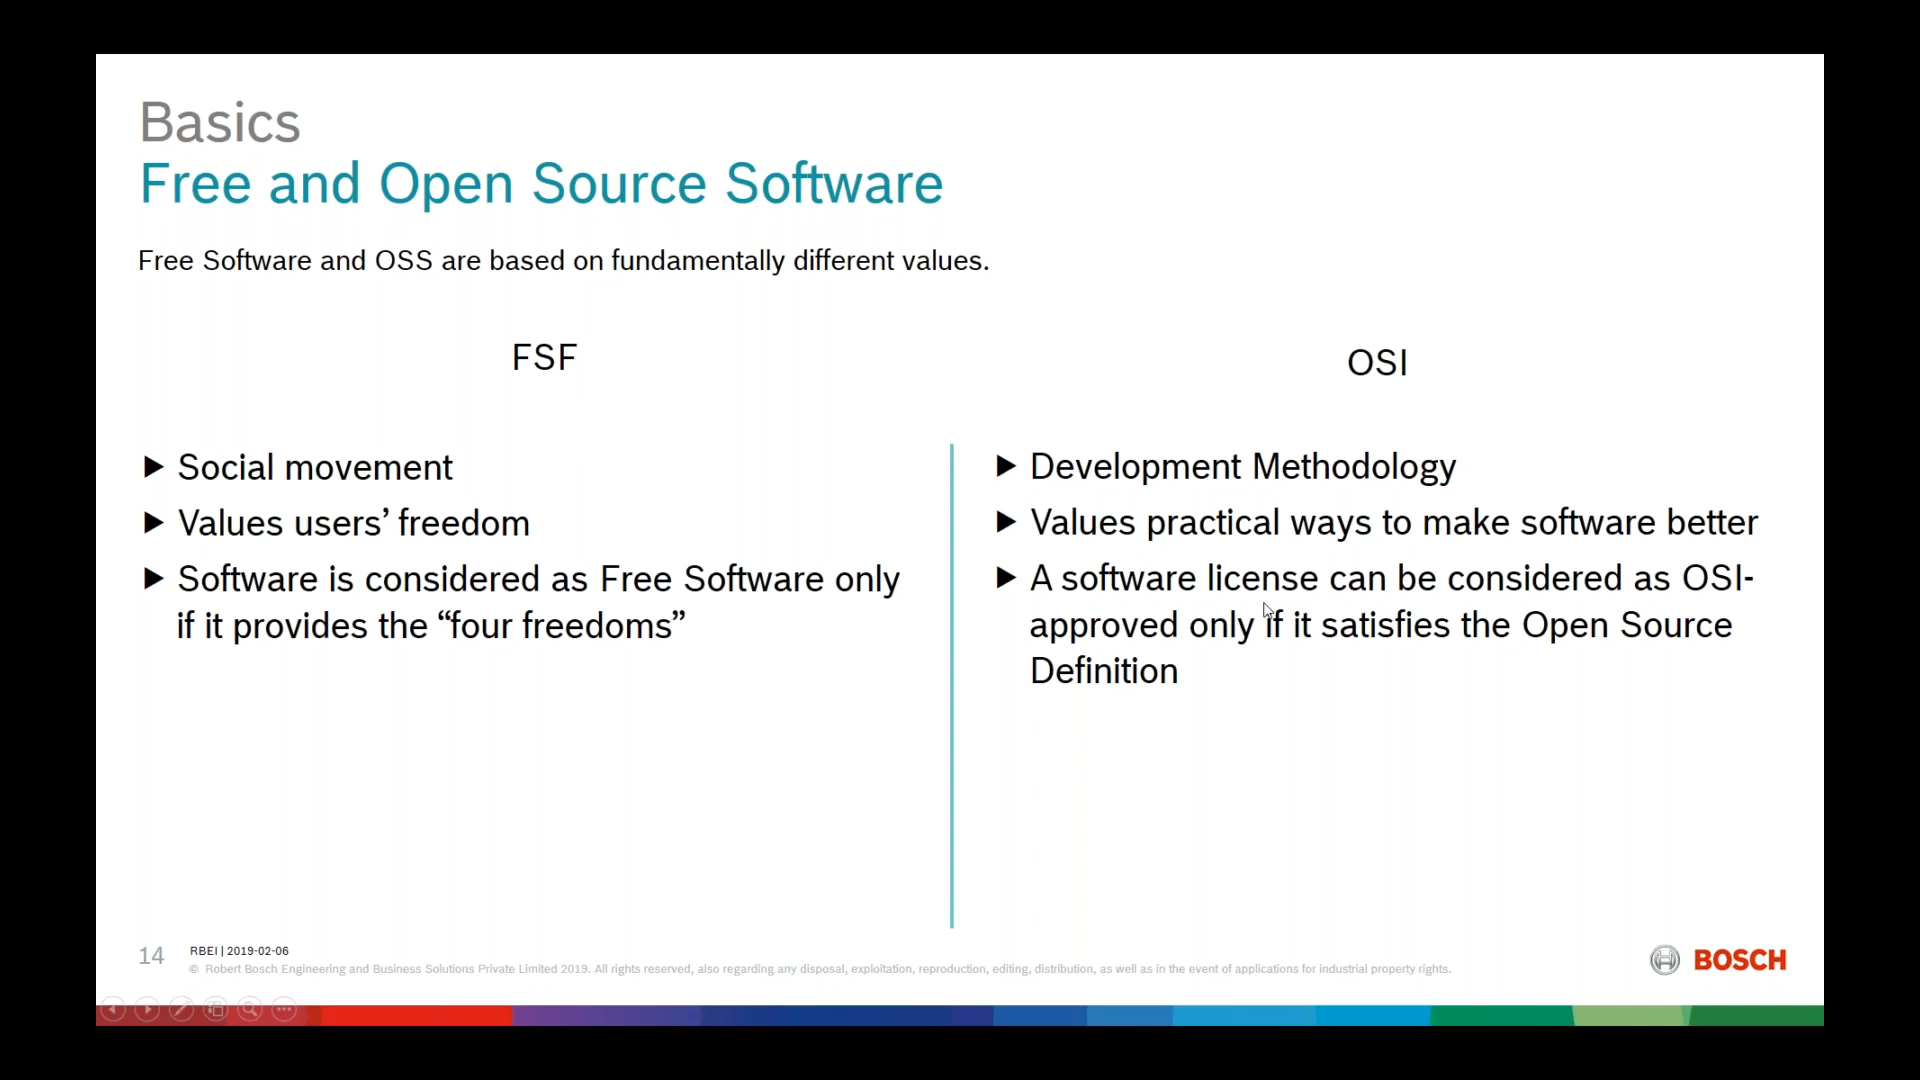 Basics
Free and Open Source Software
Free Software and OSS are based on fundamentally different values.
FSF
▶ Social movement
▶ Values users’ freedom
▶ Software is considered as Free Software only
if it provides the “four freedoms”
OSI
▶ Development Methodology
▶ Values practical ways to make software better
▶ A software license can be considered as OSI-
approved only if it satisfies the Open Source
Definition
14
RBEI | 2019-02-06
© Robert Bosch Engineering and Business Solutions Private Limited 2019. All rights reserved, also regarding any disposal, exploitation, reproduction, editing, distribution, as well as in the event of applications for industrial property rights.
BOSCH